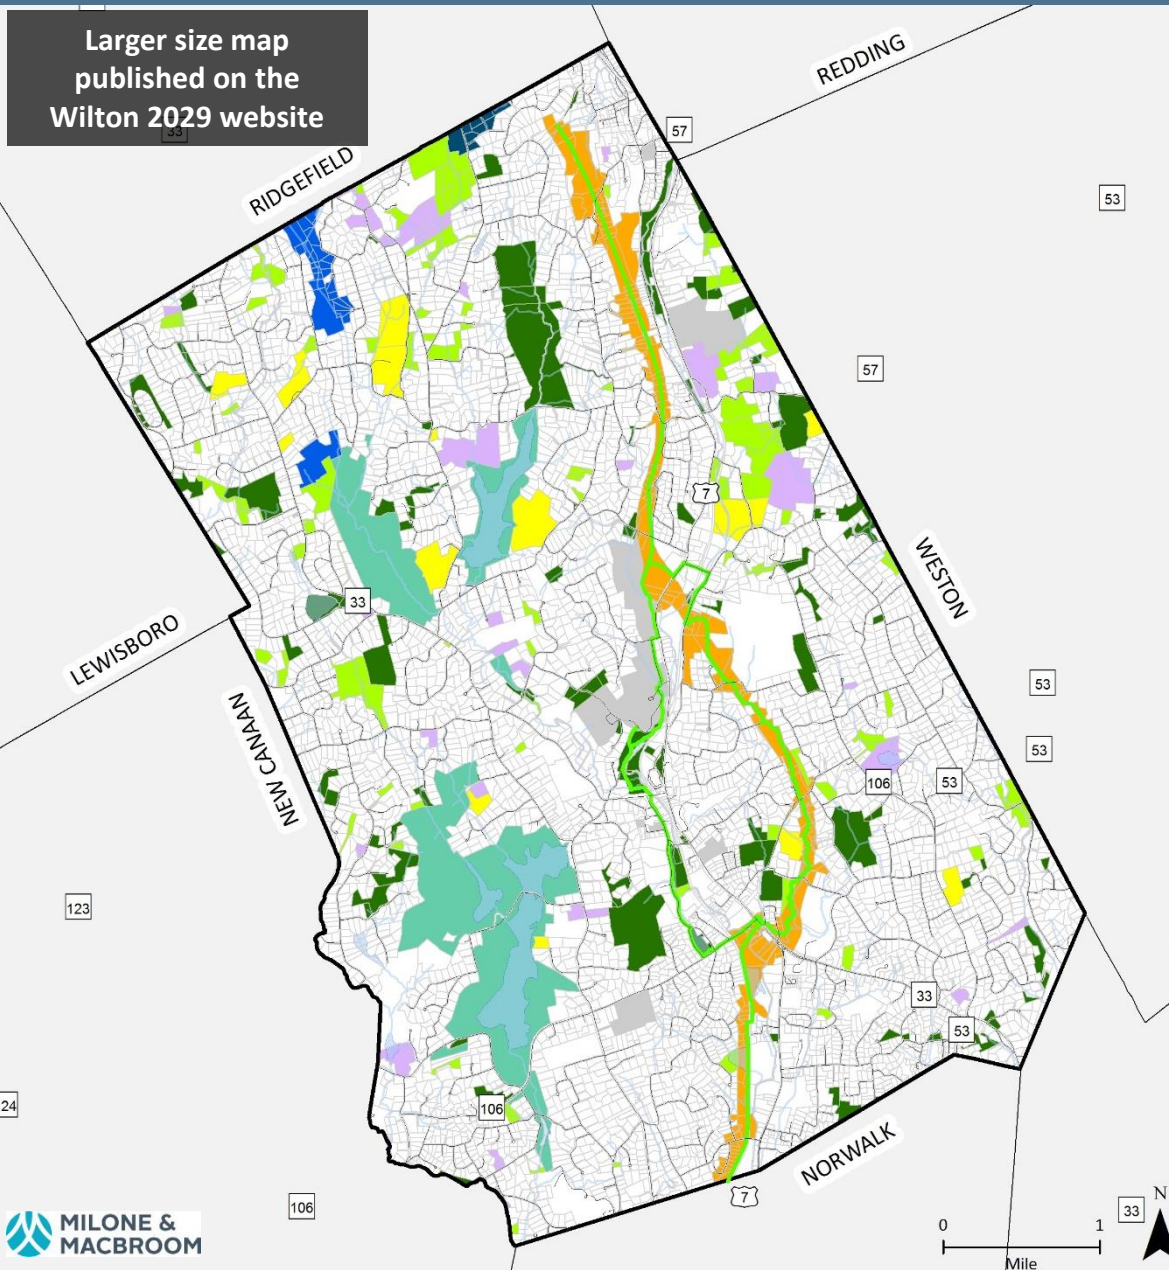 Larger size map
published on the
Wilton 2029 website
33
REDDING
57
RIDGEFIELD
53
57
7
WESTON
33
LEWISBORO
53
NEW CANAAN
53
106
53
123
33
53
24
106
NORWALK
7
106
33
N
0 1
Mile
MILONE &
MACBROOM